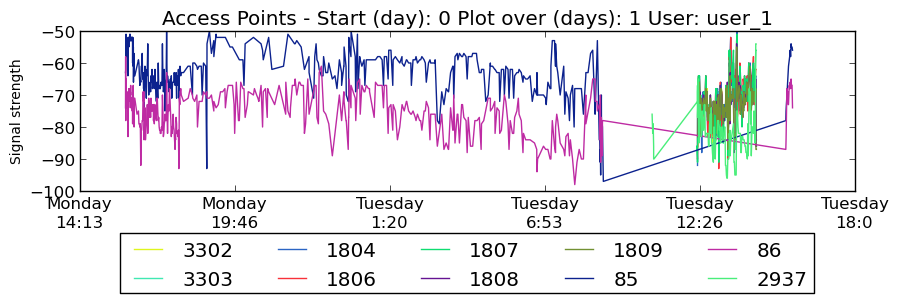 Access Points - Start (day): 0 Plot over (days): 1 User: user_1
Signal strength
−50
−60
−70
−80
−90
−100
Monday Monday Tuesday Tuesday Tuesday Tuesday
14:13 19:46 1:20 6:53 12:26 18:0
3302 1804 1807 1809 86
3303 1806 1808 85 2937